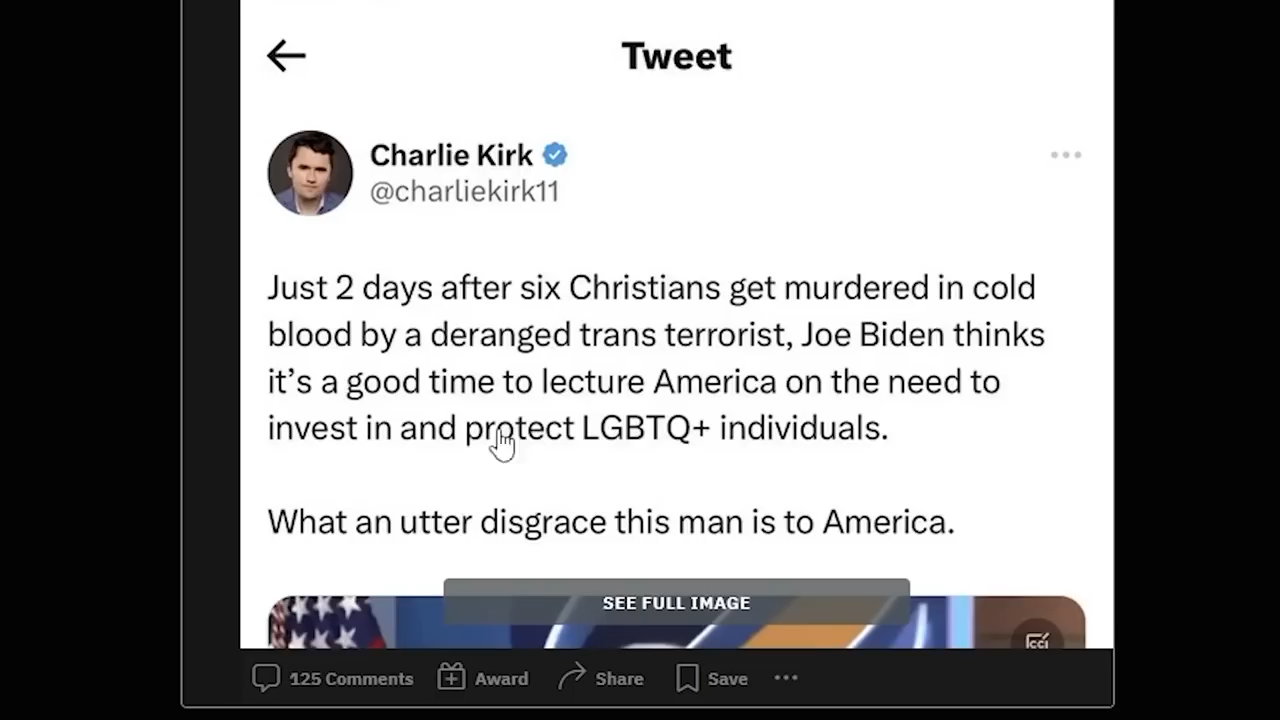 Tweet
Charlie Kirk
@charliekirk11
Just 2 days after six Christians get murdered in cold
blood by a deranged trans terrorist, Joe Biden thinks
it’s a good time to lecture America on the need to
invest in and protect LGBTQ+ individuals.
What an utter disgrace this man is to America.
SEE FULL IMAGE
125 Comments Award Share Save